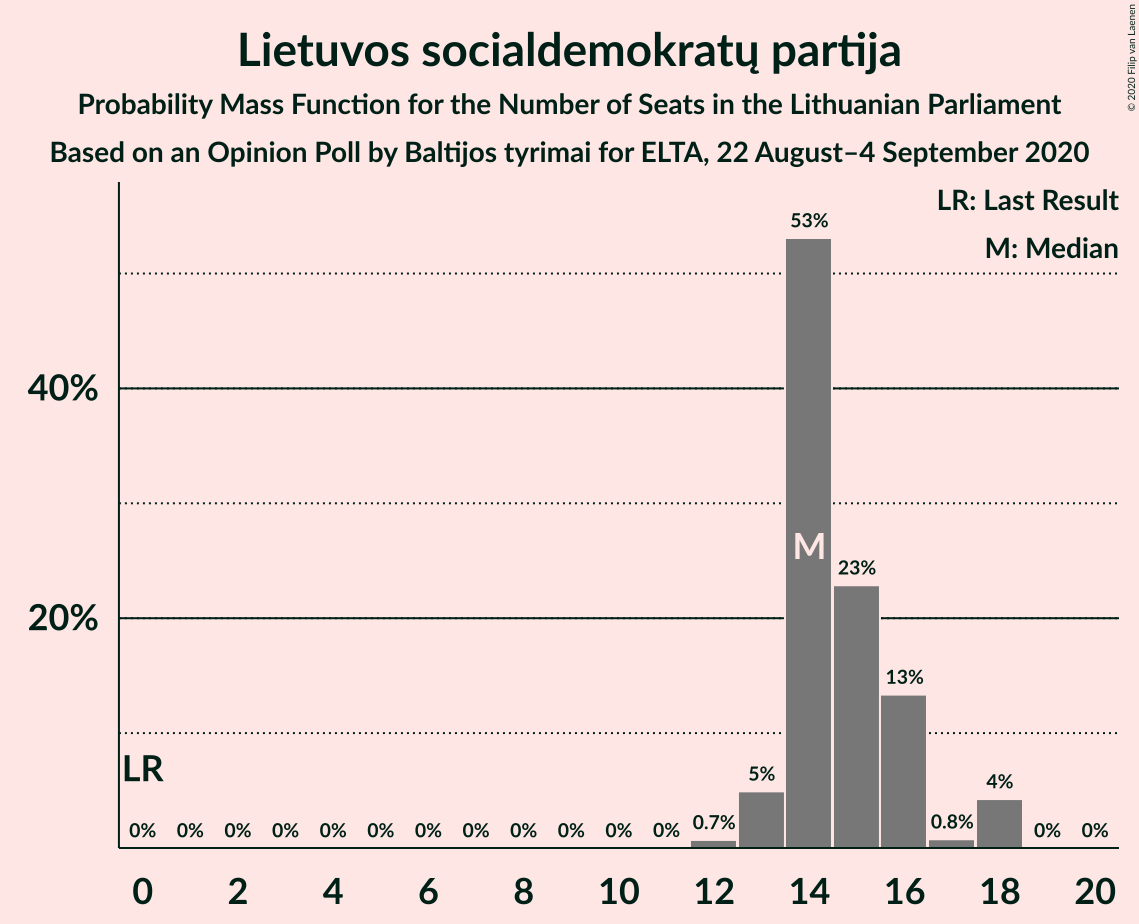 Lietuvos socialdemokratų partija
Probability Mass Function for the Number of Seats in the Lithuanian Parliament
Based on an Opinion Poll by Baltijos tyrimai for ELTA, 22 August–4 September 2020
© 2020 Filip van Laenen
LR: Last Result
M: Median
53%
40%
M
23%
20%
13%
LR
5%
4%
0% 0% 0% 0% 0% 0% 0% 0% 0% 0% 0% 0% 0.7% 0.8% 0% 0%
0 2 4 6 8 10 12 14 16 18 20